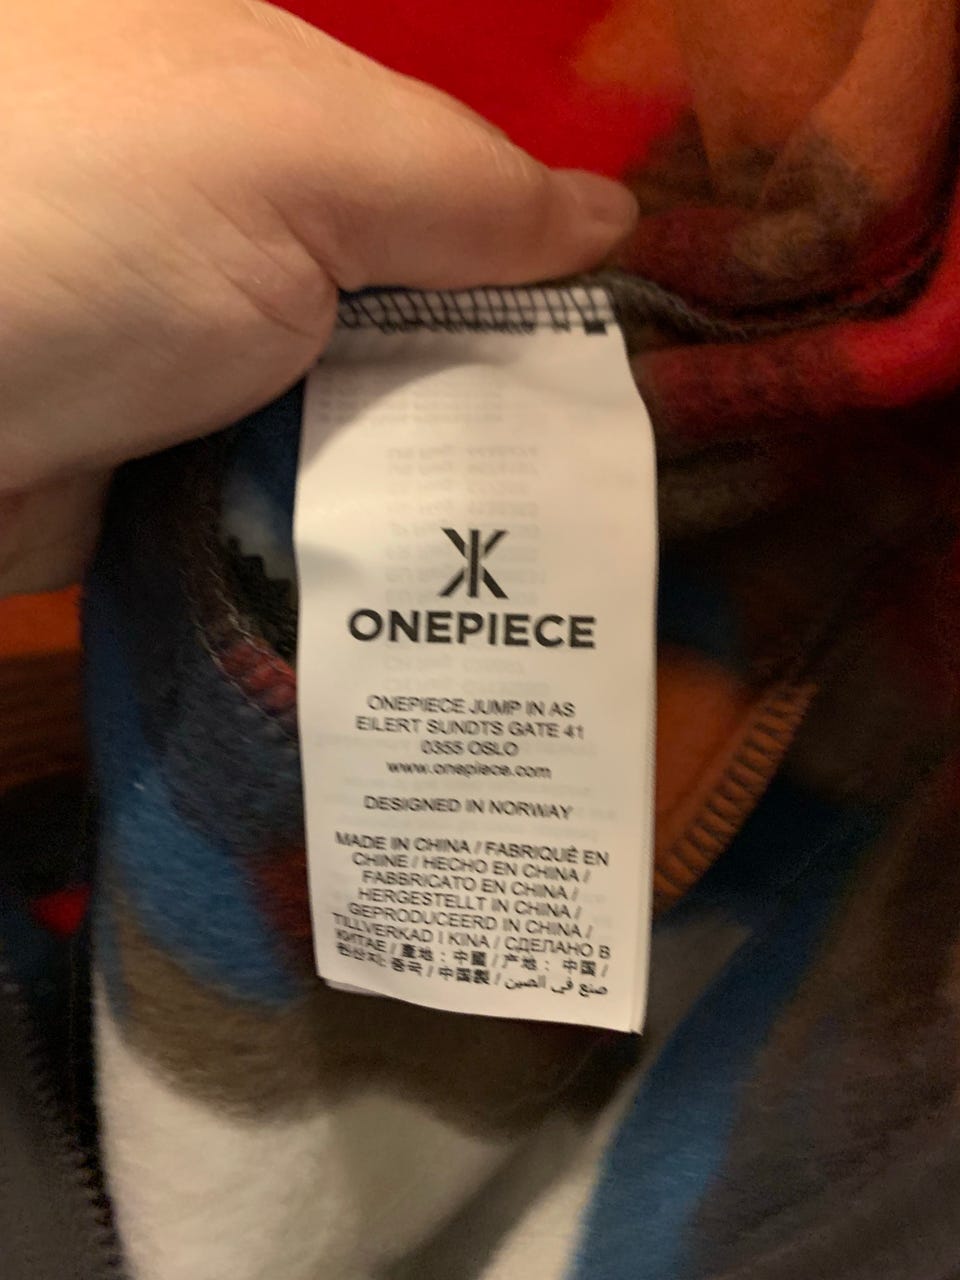 ONEPIECE
ONEPIECE JUMP IN AS
EILERT SUNDTS GATE 41
0355 OSLO
www.onepiece.com
DESIGNED IN NORWAY
MADE IN CHINA / FABRIQUÉ EN
CHINE / HECHO EN CHINA /
FABBRICATO EN CHINA /
HERGESTELLT IN CHINA /
GEPRODUCEERD IN CHINA /
TILLVERKAD I KINA / СДЕЛАНО В
КИТАЕ / 產地：中國 / 产地：中国 /
원산지: 중국 / 中国製 / صنع في الصين